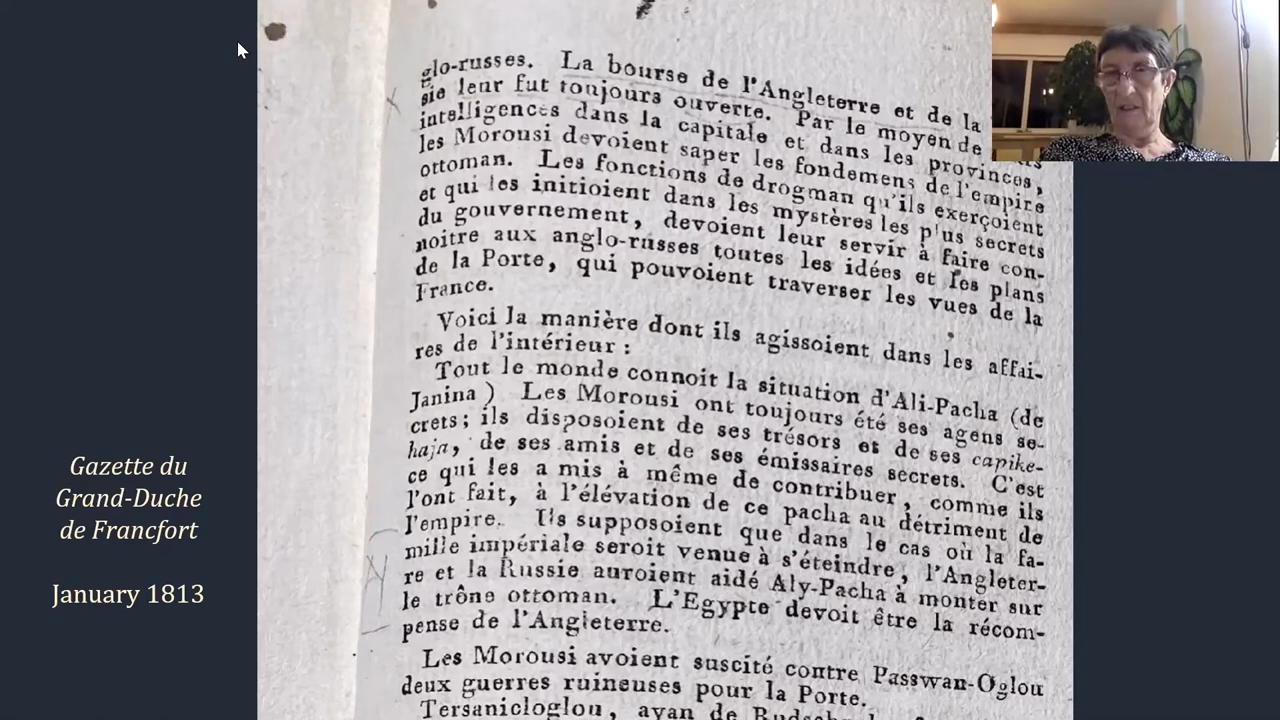 glo-russes. La bourse de l'Angleterre et de la
sie leur fut toujours ouverte. Par le moyen de
intelligences dans la capitale et dans les provinces,
les Morousi devoient saper les fondemens de l'empire
ottoman. Les fonctions de drogman qu'ils exerçoient
et qui les initioient dans les mystères les plus secrets
du gouvernement, devoient leur servir à faire con-
noitre aux anglo-russes toutes les idées et les plans
de la Porte, qui pouvoient traverser les vues de la
France.
Voici la manière dont ils agissoient dans les affai-
res de l'intérieur :
Tout le monde connoit la situation d'Ali-Pacha (de
Janina ) Les Morousi ont toujours été ses agens se-
crets; ils disposoient de ses trésors et de ses capike-
haja, de ses amis et de ses émissaires secrets. C'est
ce qui les a mis à même de contribuer, comme ils
l'ont fait, à l'élévation de ce pacha au détriment de
l'empire. Ils supposoient que dans le cas où la fa-
mille impériale seroit venue à s'éteindre, l'Angleter-
re et la Russie auroient aidé Aly-Pacha à monter sur
le trône ottoman. L'Egypte devoit être la récom-
pense de l'Angleterre.
Les Morousi avoient suscité contre Passwan-Oglou
deux guerres ruineuses pour la Porte.
Tersanicloglou, ayan de
Gazette du
Grand-Duche
de Francfort
January 1813